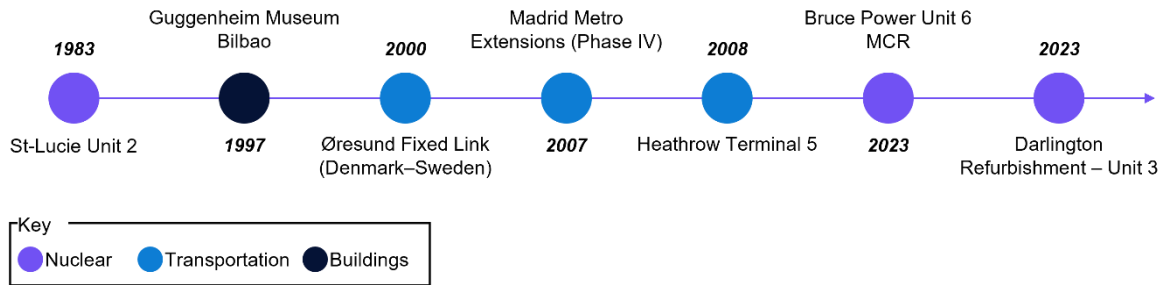 1983
St-Lucie Unit 2
Guggenheim Museum
Bilbao
1997
2000
Øresund Fixed Link
(Denmark–Sweden)
Madrid Metro
Extensions (Phase IV)
2007
2008
Heathrow Terminal 5
Bruce Power Unit 6
MCR
2023
2023
Darlington
Refurbishment – Unit 3
Key
Nuclear
Transportation
Buildings